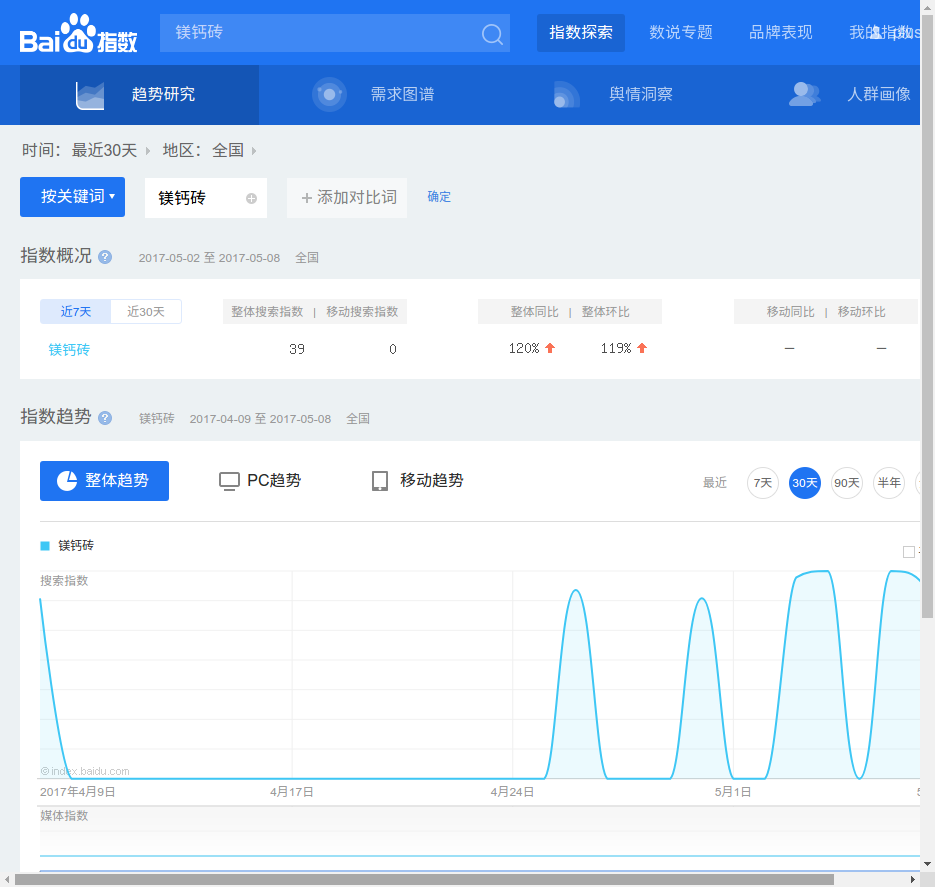 Bai du 指数
镁钙砖
指数探索
数说专题
品牌表现
我的指数
趋势研究
需求图谱
舆情洞察
人群画像
时间： 最近30天 地区： 全国
按关键词
镁钙砖
+ 添加对比词
确定
指数概况 ?
2017-05-02 至 2017-05-08 全国
近7天 近30天
整体搜索指数 | 移动搜索指数
整体同比 | 整体环比
移动同比 | 移动环比
镁钙砖 39 0 120% 119% — —
指数趋势 ?
镁钙砖 2017-04-09 至 2017-05-08 全国
整体趋势 PC趋势 移动趋势
最近 7天 30天 90天 半年
镁钙砖
搜索指数
©index.baidu.com
2017年4月9日 4月17日 4月24日 5月1日
媒体指数